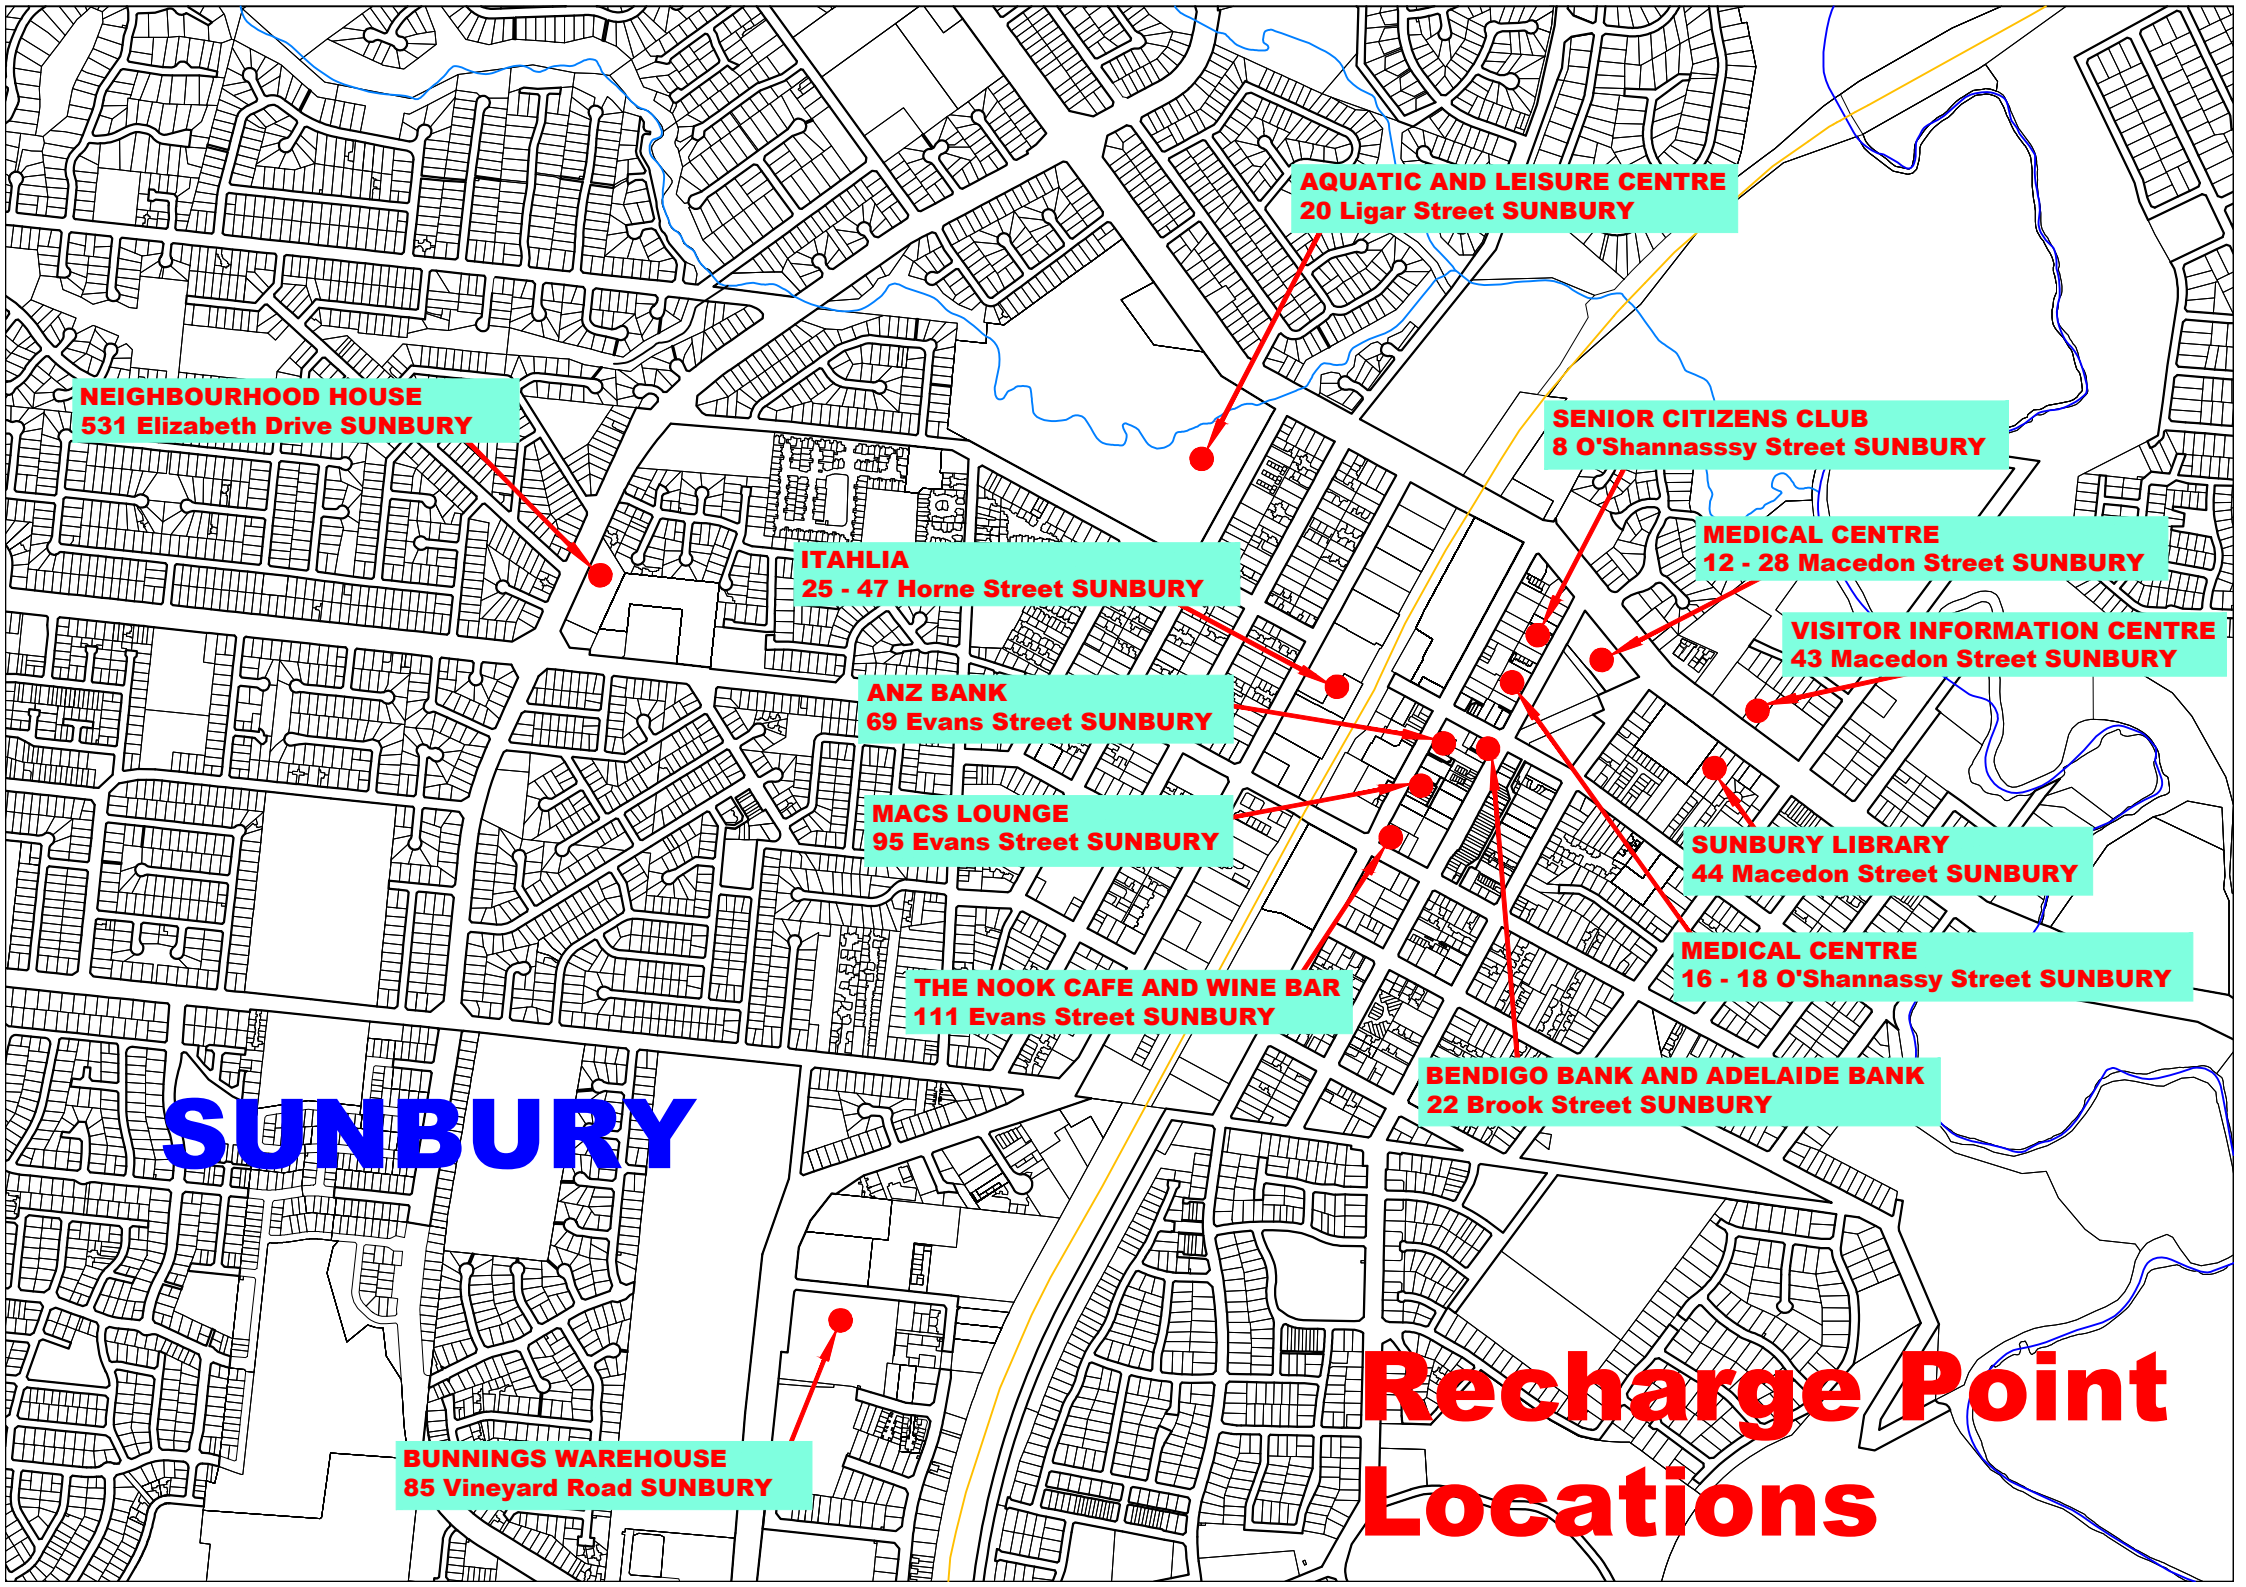 AQUATIC AND LEISURE CENTRE
20 Ligar Street SUNBURY
NEIGHBOURHOOD HOUSE
531 Elizabeth Drive SUNBURY
SENIOR CITIZENS CLUB
8 O'Shannasssy Street SUNBURY
MEDICAL CENTRE
12 - 28 Macedon Street SUNBURY
ITAHLIA
25 - 47 Horne Street SUNBURY
VISITOR INFORMATION CENTRE
43 Macedon Street SUNBURY
ANZ BANK
69 Evans Street SUNBURY
MACS LOUNGE
95 Evans Street SUNBURY
SUNBURY LIBRARY
44 Macedon Street SUNBURY
MEDICAL CENTRE
16 - 18 O'Shannassy Street SUNBURY
THE NOOK CAFE AND WINE BAR
111 Evans Street SUNBURY
BENDIGO BANK AND ADELAIDE BANK
22 Brook Street SUNBURY
SUNBURY
Recharge Point
Locations
BUNNINGS WAREHOUSE
85 Vineyard Road SUNBURY